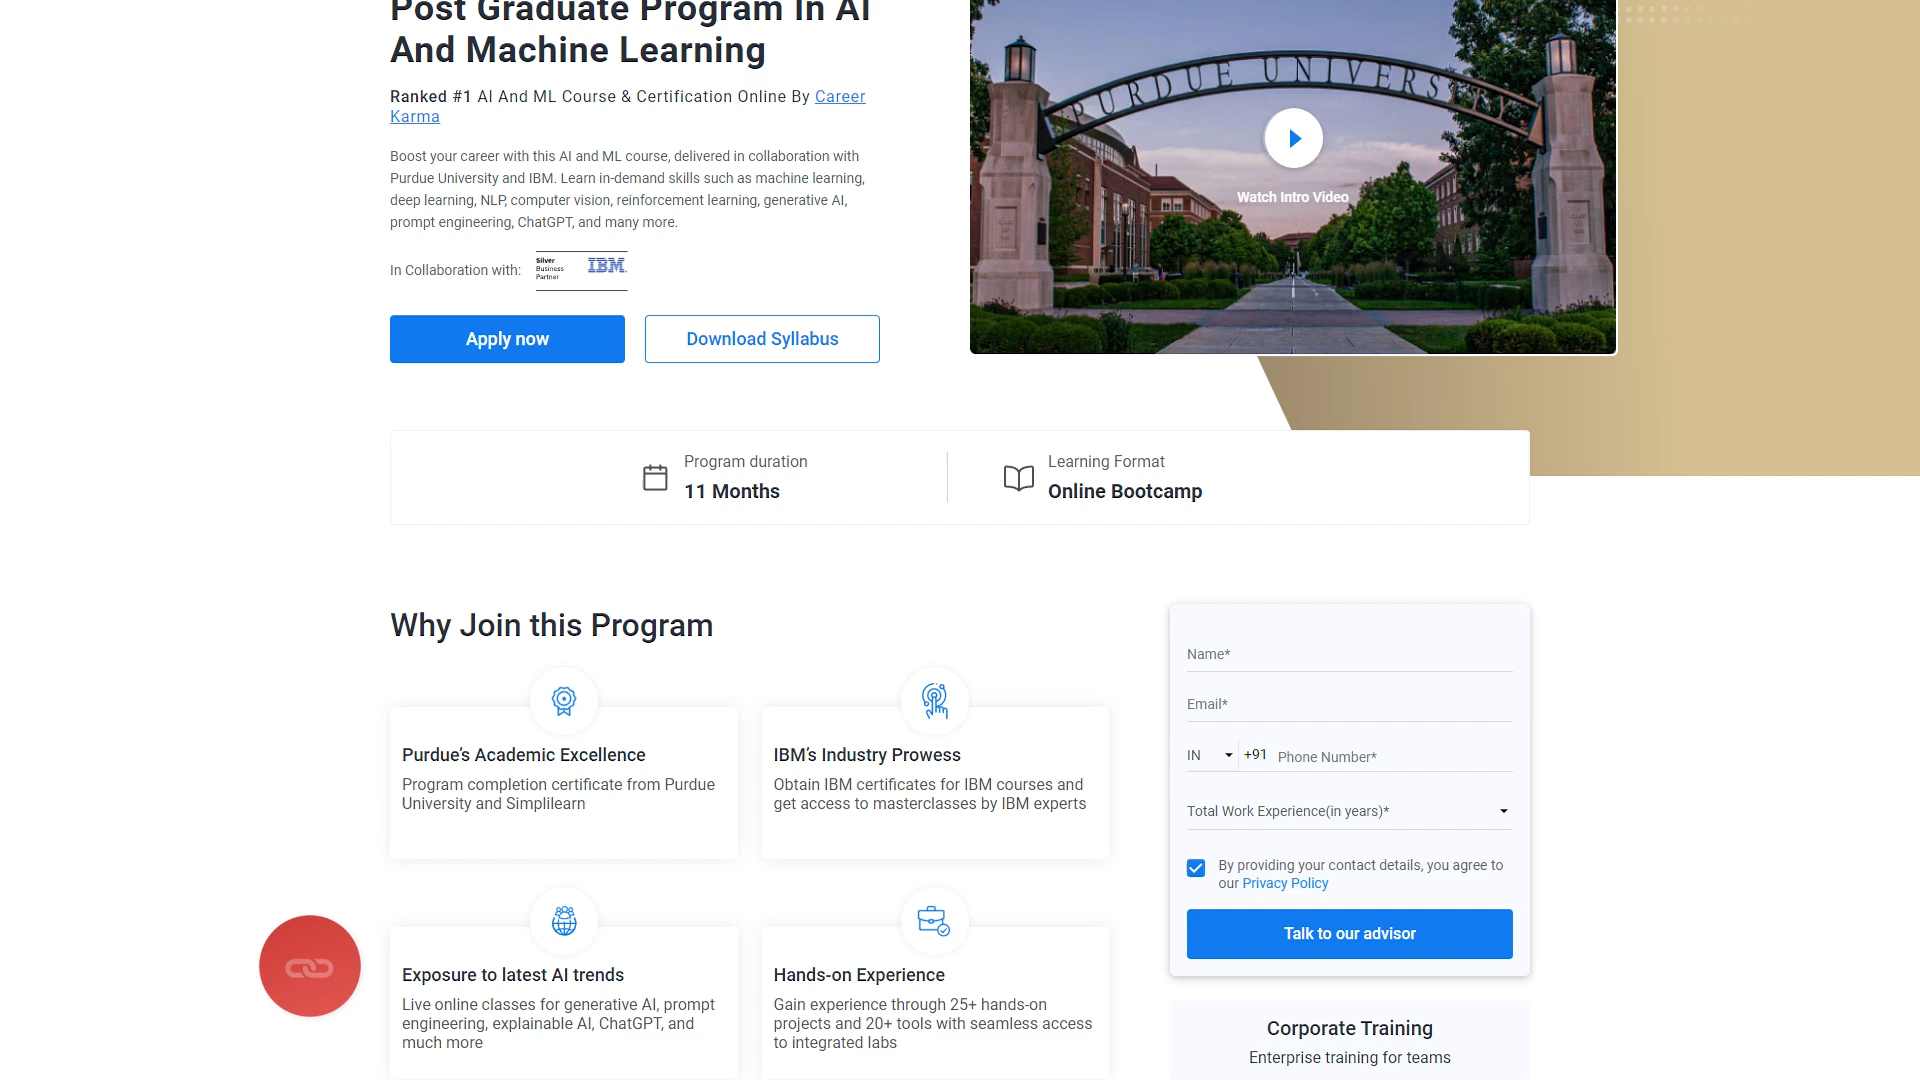 Post Graduate Program In AI
And Machine Learning
Ranked #1 AI And ML Course & Certification Online By Career
Karma
Boost your career with this AI and ML course, delivered in collaboration with
Purdue University and IBM. Learn in-demand skills such as machine learning,
deep learning, NLP, computer vision, reinforcement learning, generative AI,
prompt engineering, ChatGPT, and many more.
In Collaboration with:
Silver
Business
Partner
IBM
Apply now
Download Syllabus
PURDUE UNIVERSITY
Watch Intro Video
Program duration
11 Months
Learning Format
Online Bootcamp
Why Join this Program
Purdue’s Academic Excellence
Program completion certificate from Purdue
University and Simplilearn
IBM’s Industry Prowess
Obtain IBM certificates for IBM courses and
get access to masterclasses by IBM experts
Exposure to latest AI trends
Live online classes for generative AI, prompt
engineering, explainable AI, ChatGPT, and
much more
Hands-on Experience
Gain experience through 25+ hands-on
projects and 20+ tools with seamless access
to integrated labs
Name*
Email*
IN +91 Phone Number*
Total Work Experience(in years)*
By providing your contact details, you agree to
our Privacy Policy
Talk to our advisor
Corporate Training
Enterprise training for teams